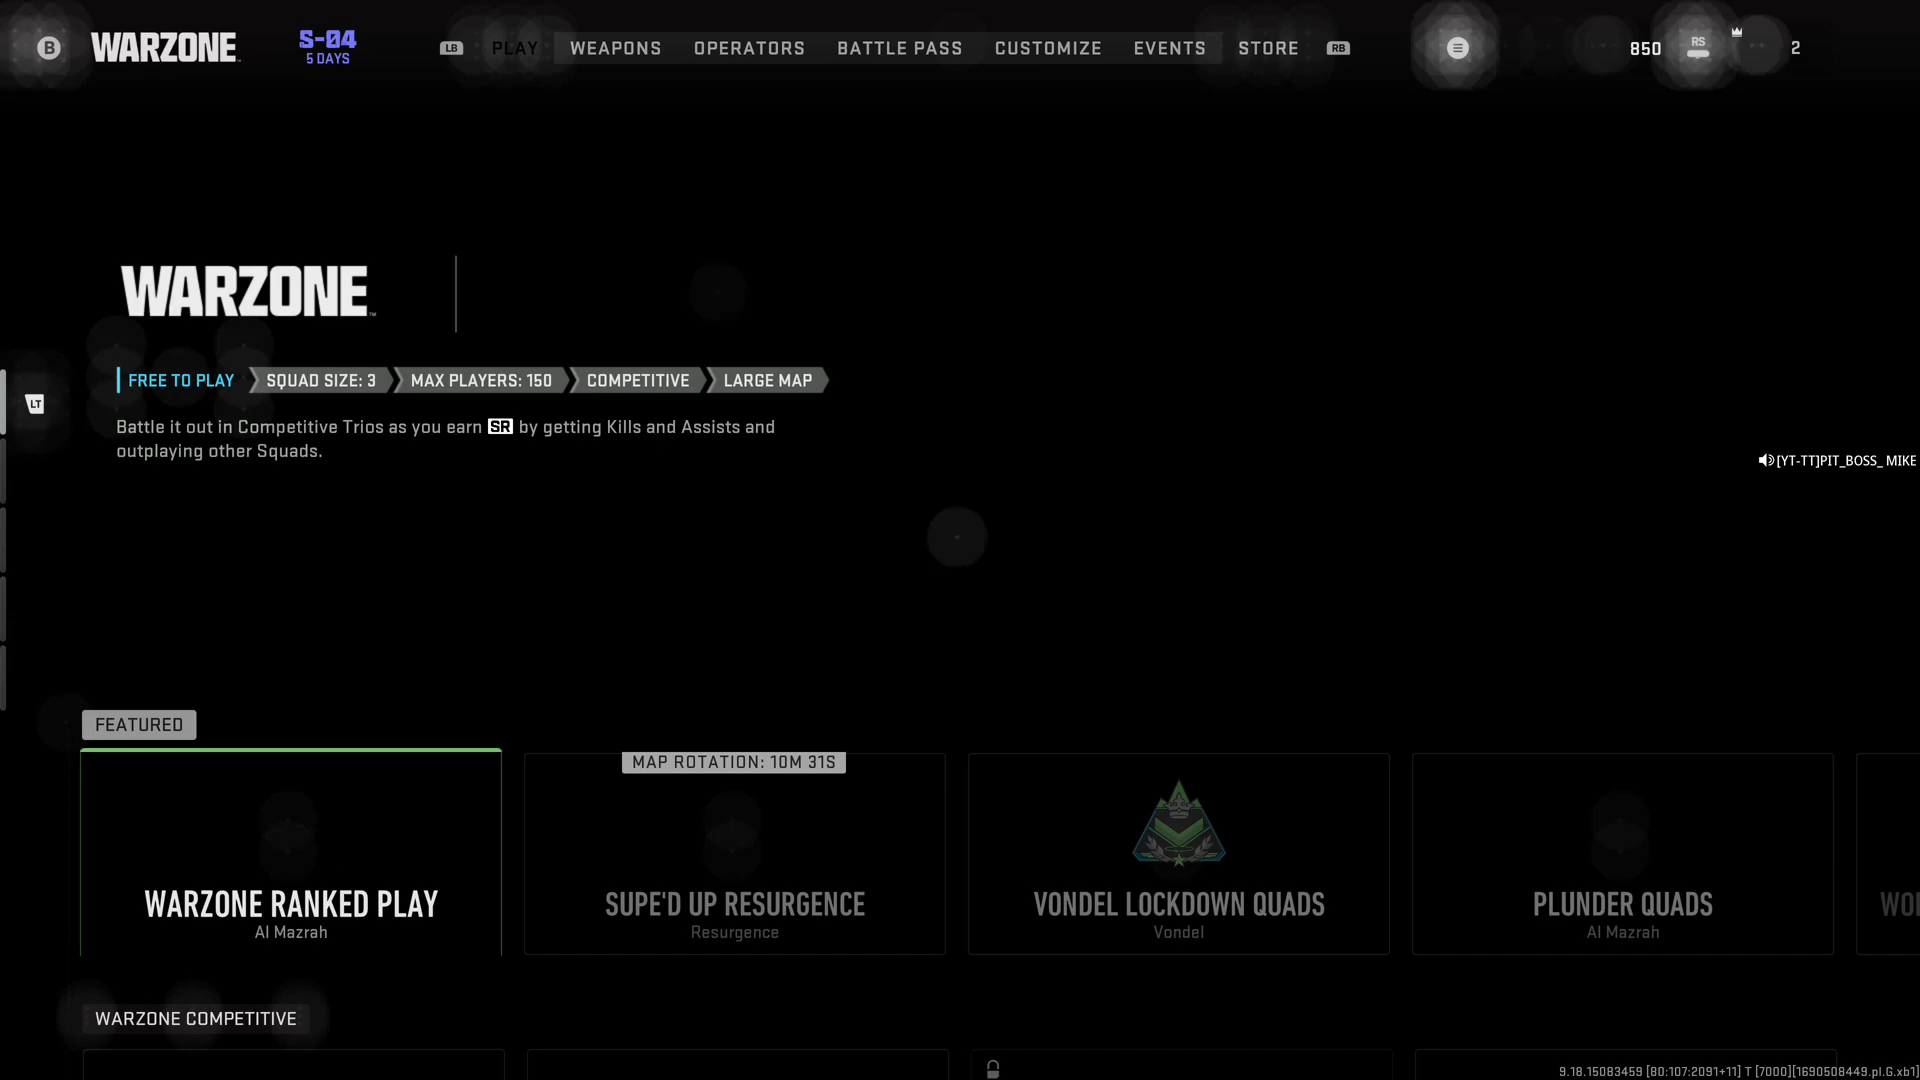 B
WARZONE
S-04
5 DAYS
LB
PLAY
WEAPONS
OPERATORS
BATTLE PASS
CUSTOMIZE
EVENTS
STORE
RB
850
RS
2
WARZONE™
FREE TO PLAY
SQUAD SIZE: 3
MAX PLAYERS: 150
COMPETITIVE
LARGE MAP
LT
Battle it out in Competitive Trios as you earn SR by getting Kills and Assists and
outplaying other Squads.
[YT-TT]PIT_BOSS_ MIKE
FEATURED
MAP ROTATION: 10M 31S
WARZONE RANKED PLAY
Al Mazrah
SUPE'D UP RESURGENCE
Resurgence
VONDEL LOCKDOWN QUADS
Vondel
PLUNDER QUADS
Al Mazrah
WARZONE COMPETITIVE
9.18.15083459 [80:107:2091+11] T [7000][1690508449.pl.G.xb1]